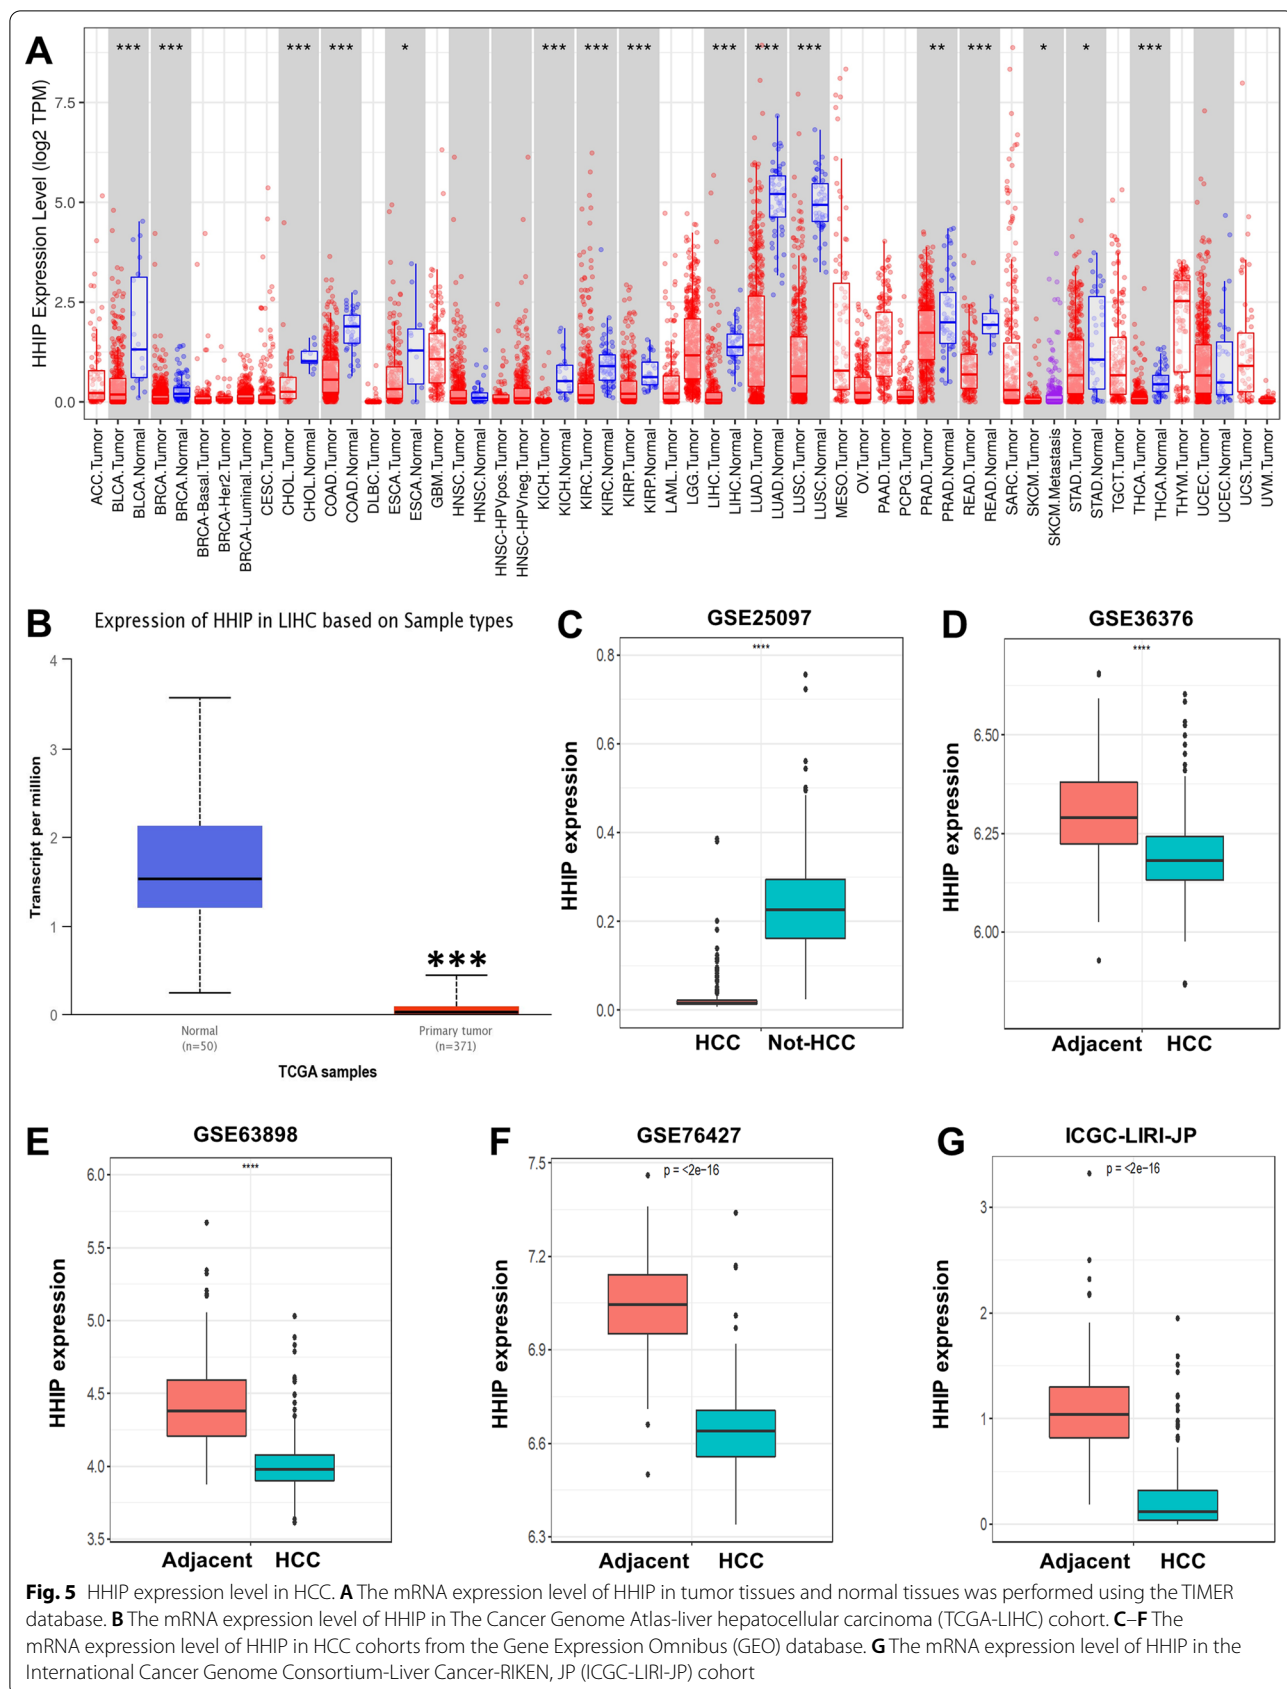 A
*** *** *** *** * *** *** *** *** *** *** ** *** * * ***
HHIP Expression Level (log2 TPM)
7.5
5.0
2.5
0.0
ACC.Tumor
BLCA.Tumor
BLCA.Normal
BRCA.Tumor
BRCA.Normal
BRCA-Basal.Tumor
BRCA-Her2.Tumor
BRCA-Luminal.Tumor
CESC.Tumor
CHOL.Tumor
CHOL.Normal
COAD.Tumor
COAD.Normal
DLBC.Tumor
ESCA.Tumor
ESCA.Normal
GBM.Tumor
HNSC.Tumor
HNSC.Normal
HNSC-HPVpos.Tumor
HNSC-HPVneg.Tumor
KICH.Tumor
KICH.Normal
KIRC.Tumor
KIRC.Normal
KIRP.Tumor
KIRP.Normal
LAML.Tumor
LGG.Tumor
LIHC.Tumor
LIHC.Normal
LUAD.Tumor
LUAD.Normal
LUSC.Tumor
LUSC.Normal
MESO.Tumor
OV.Tumor
PAAD.Tumor
PCPG.Tumor
PRAD.Tumor
PRAD.Normal
READ.Tumor
READ.Normal
SARC.Tumor
SKCM.Tumor
SKCM.Metastasis
STAD.Tumor
STAD.Normal
TGCT.Tumor
THCA.Tumor
THCA.Normal
THYM.Tumor
UCEC.Tumor
UCEC.Normal
UCS.Tumor
UVM.Tumor
B
Expression of HHIP in LIHC based on Sample types
Transcript per million
4
3
2
1
0
***
Normal
(n=50)
Primary tumor
(n=371)
TCGA samples
C
GSE25097
****
HHIP expression
0.8
0.6
0.4
0.2
0.0
HCC Not-HCC
D
GSE36376
****
HHIP expression
6.50
6.25
6.00
Adjacent HCC
E
GSE63898
****
HHIP expression
6.0
5.5
5.0
4.5
4.0
3.5
Adjacent HCC
F
GSE76427
p = <2e-16
HHIP expression
7.5
7.2
6.9
6.6
6.3
Adjacent HCC
G
ICGC-LIRI-JP
p = <2e-16
HHIP expression
3
2
1
0
Adjacent HCC
Fig. 5 HHIP expression level in HCC. A The mRNA expression level of HHIP in tumor tissues and normal tissues was performed using the TIMER
database. B The mRNA expression level of HHIP in The Cancer Genome Atlas-liver hepatocellular carcinoma (TCGA-LIHC) cohort. C–F The
mRNA expression level of HHIP in HCC cohorts from the Gene Expression Omnibus (GEO) database. G The mRNA expression level of HHIP in the
International Cancer Genome Consortium-Liver Cancer-RIKEN, JP (ICGC-LIRI-JP) cohort